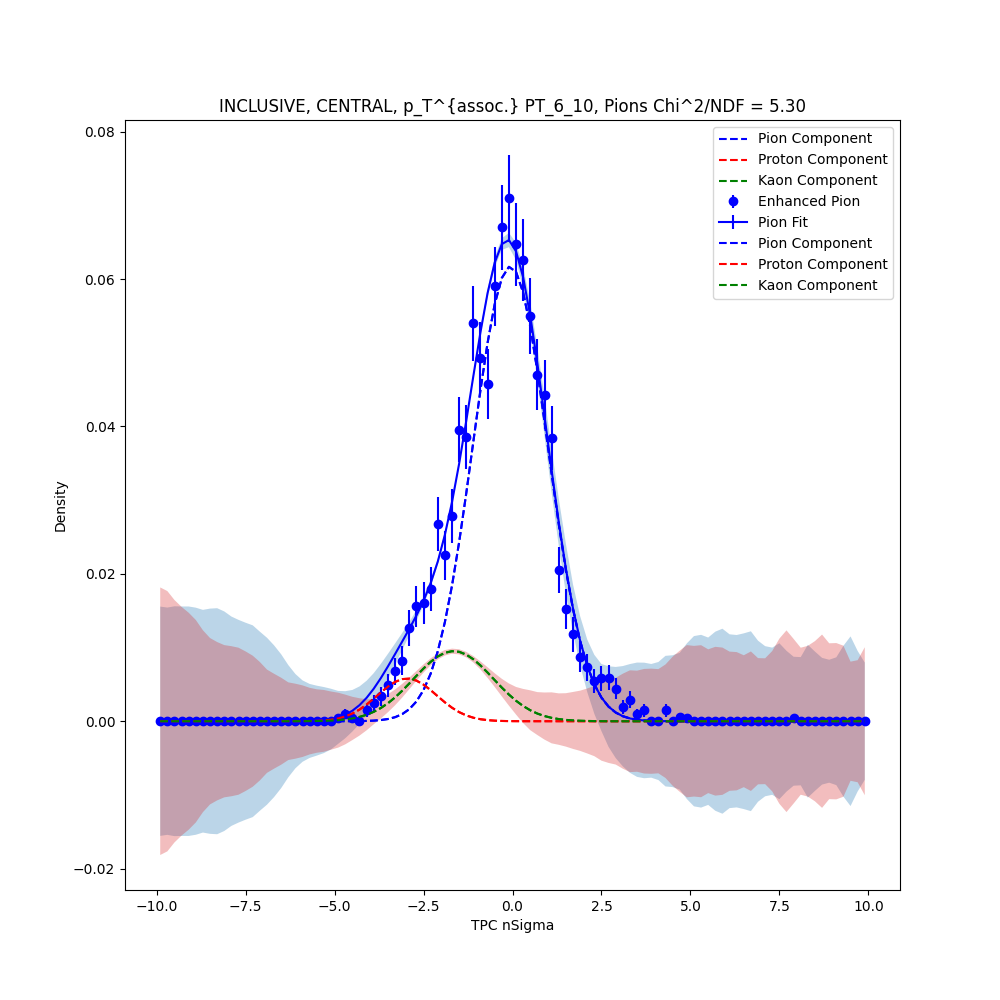 INCLUSIVE, CENTRAL, p_T^{assoc.} PT_6_10, Pions Chi^2/NDF = 5.30
Pion Component
Proton Component
Kaon Component
Enhanced Pion
Pion Fit
Pion Component
Proton Component
Kaon Component
0.08
0.06
0.04
0.02
0.00
−0.02
Density
−10.0 −7.5 −5.0 −2.5 0.0 2.5 5.0 7.5 10.0
TPC nSigma